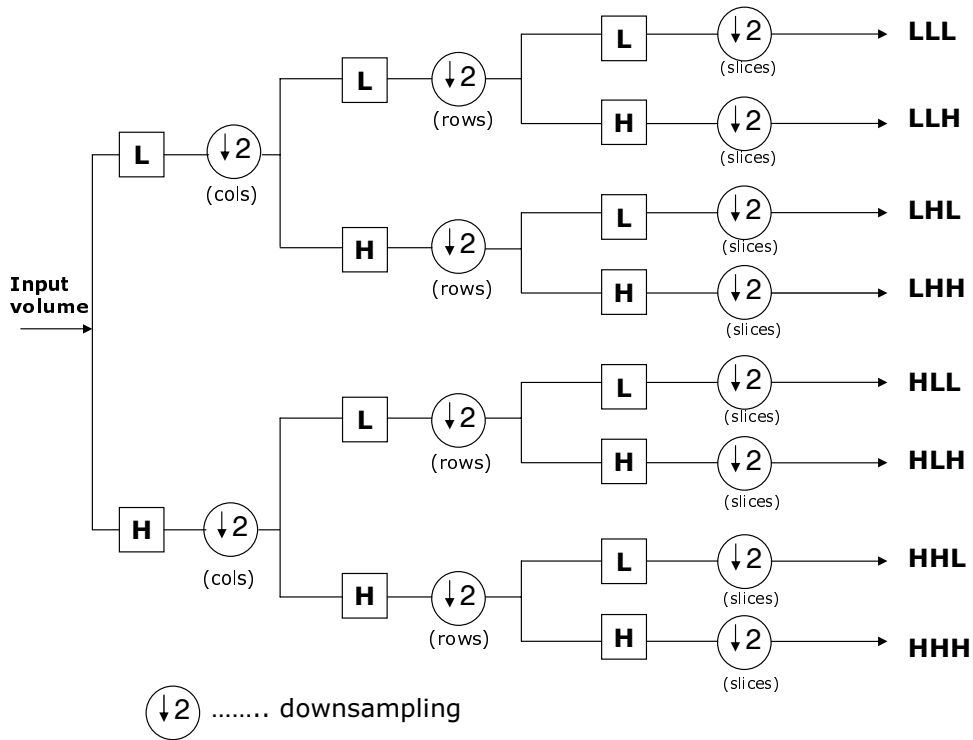 L
↓2
(slices)
LLL
L
↓2
(rows)
H
↓2
(slices)
LLH
L
↓2
(cols)
L
↓2
(slices)
LHL
H
↓2
(rows)
H
↓2
(slices)
LHH
Input
volume
L
↓2
(slices)
HLL
L
↓2
(rows)
H
↓2
(slices)
HLH
H
↓2
(cols)
L
↓2
(slices)
HHL
H
↓2
(rows)
H
↓2
(slices)
HHH
↓2 …….. downsampling